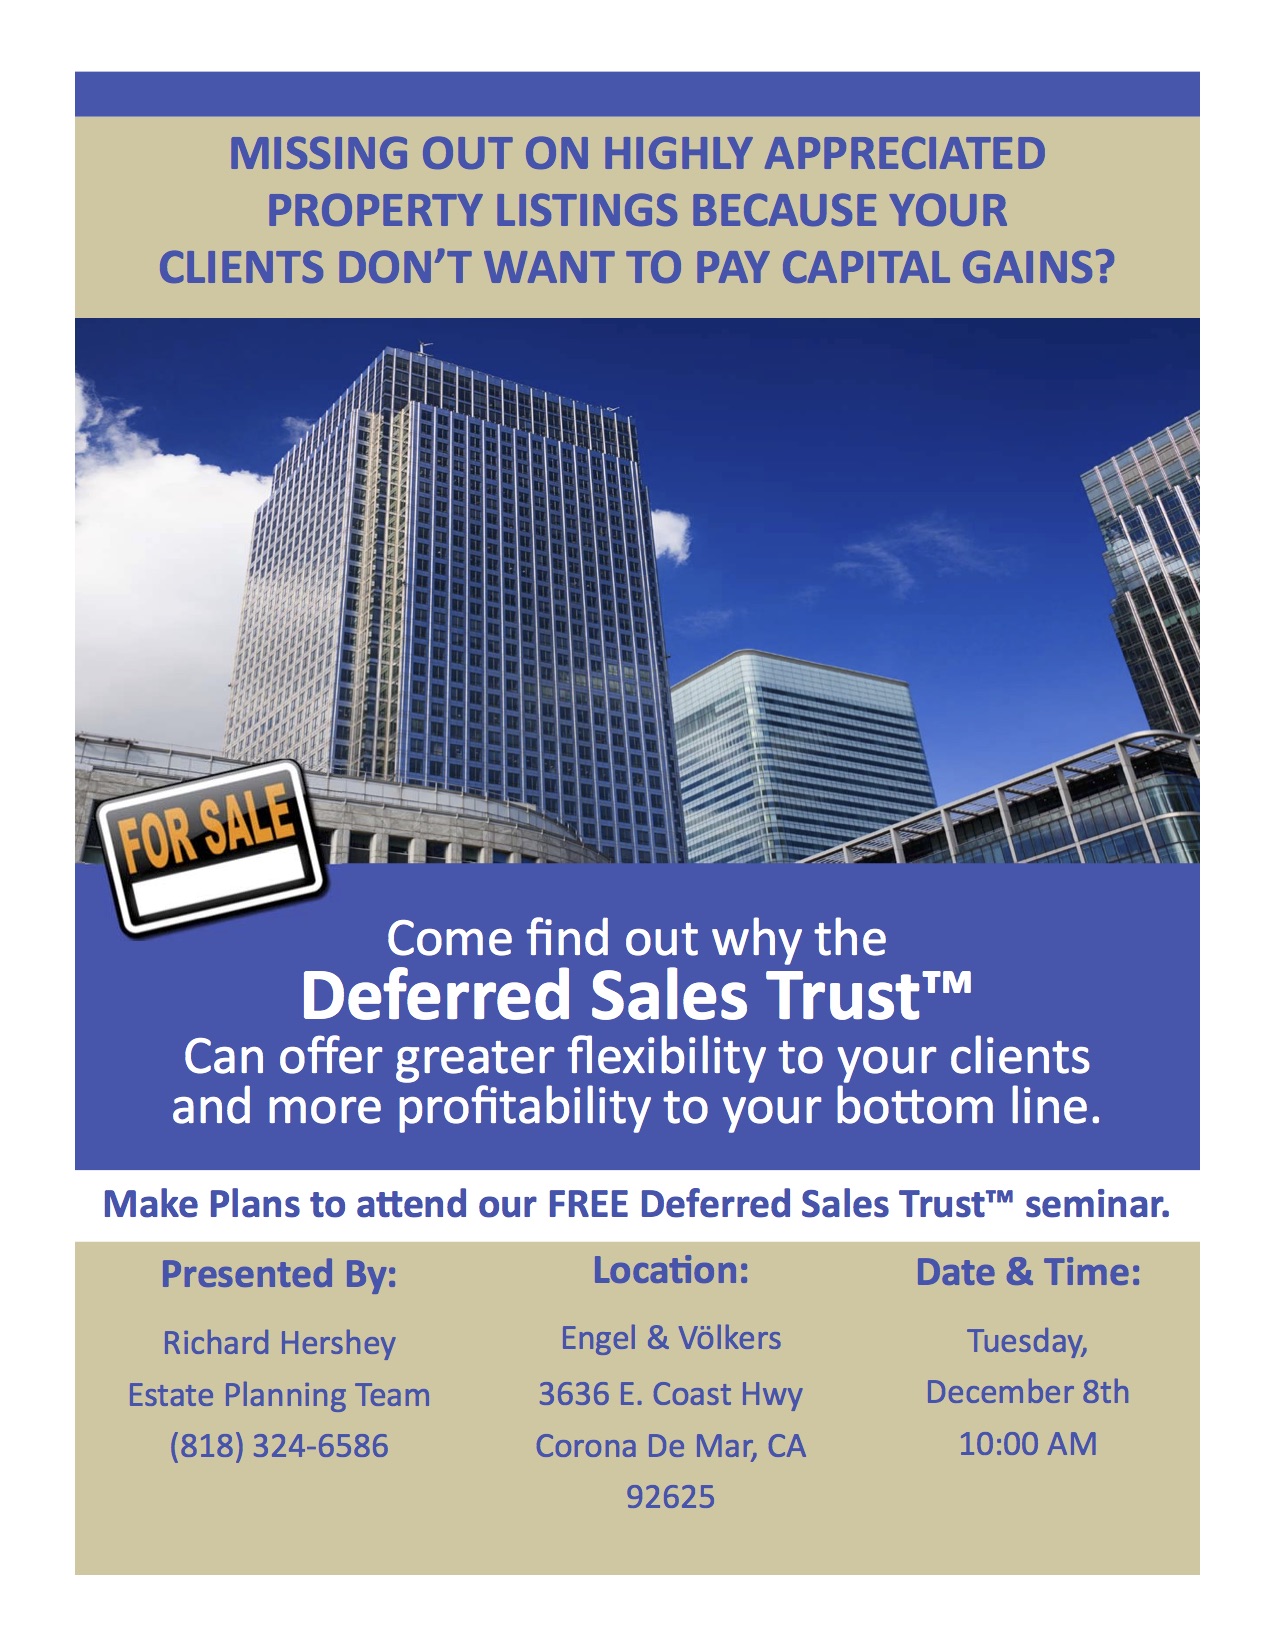 MISSING OUT ON HIGHLY APPRECIATED
PROPERTY LISTINGS BECAUSE YOUR
CLIENTS DON'T WANT TO PAY CAPITAL GAINS?
FOR SALE
Come find out why the
Deferred Sales Trust™
Can offer greater flexibility to your clients
and more profitability to your bottom line.
Make Plans to attend our FREE Deferred Sales Trust™ seminar.
Presented By:
Richard Hershey
Estate Planning Team
(818) 324-6586
Location:
Engel & Völkers
3636 E. Coast Hwy
Corona De Mar, CA
92625
Date & Time:
Tuesday,
December 8th
10:00 AM